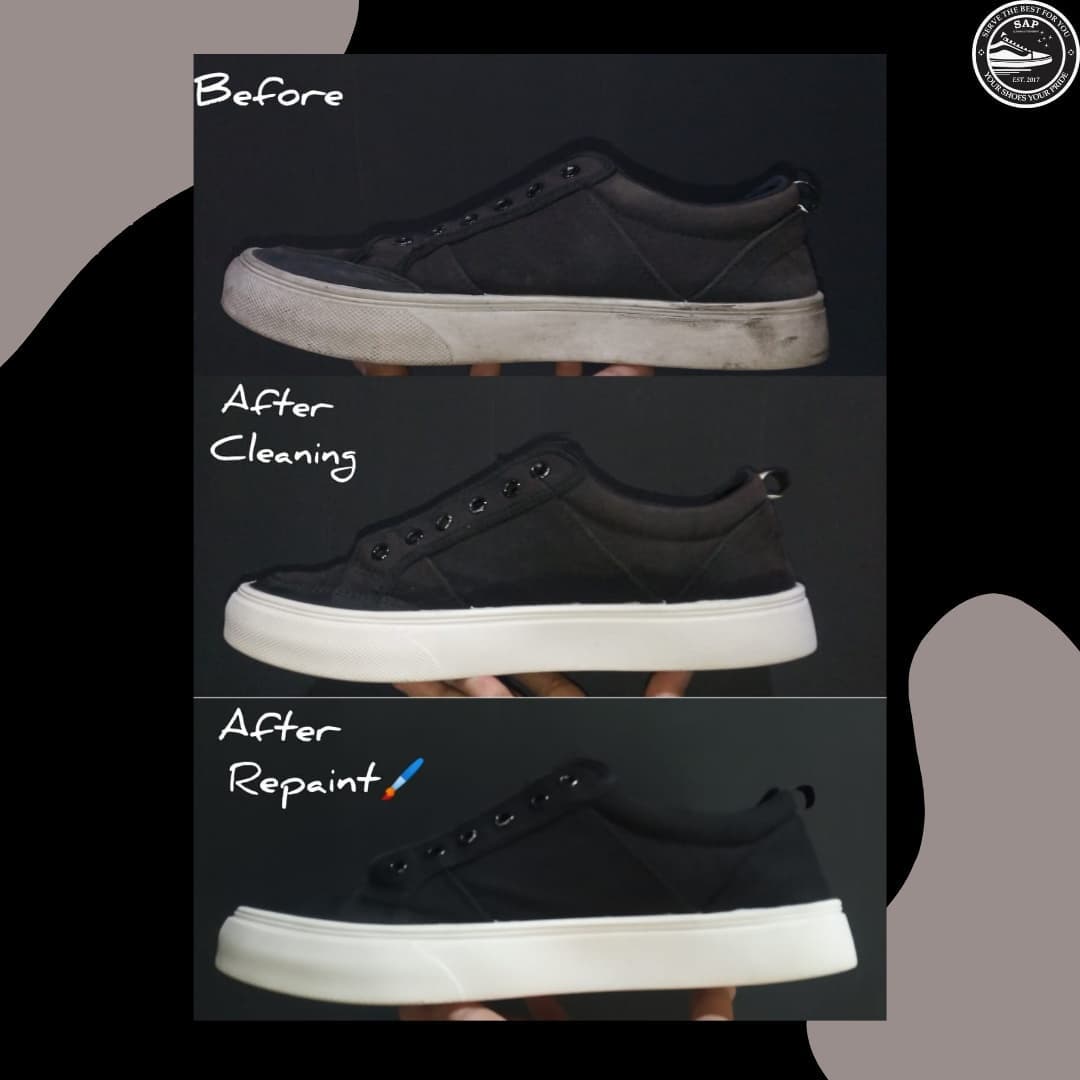 SERVE THE BEST FOR YOU
SAP
EST. 2017
YOUR SHOES YOUR PRIDE
Before
After
Cleaning
After
Repaint